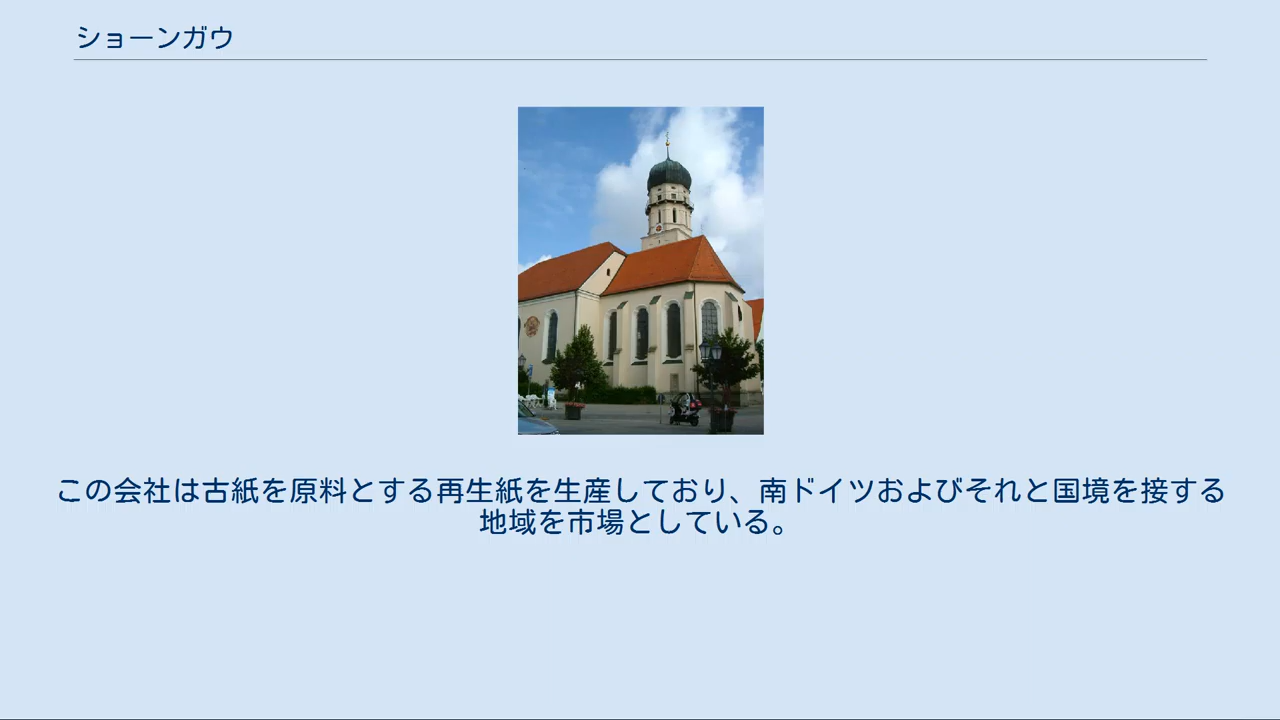 ショーンガウ
この会社は古紙を原料とする再生紙を生産しており、南ドイツおよびそれと国境を接する
地域を市場としている。